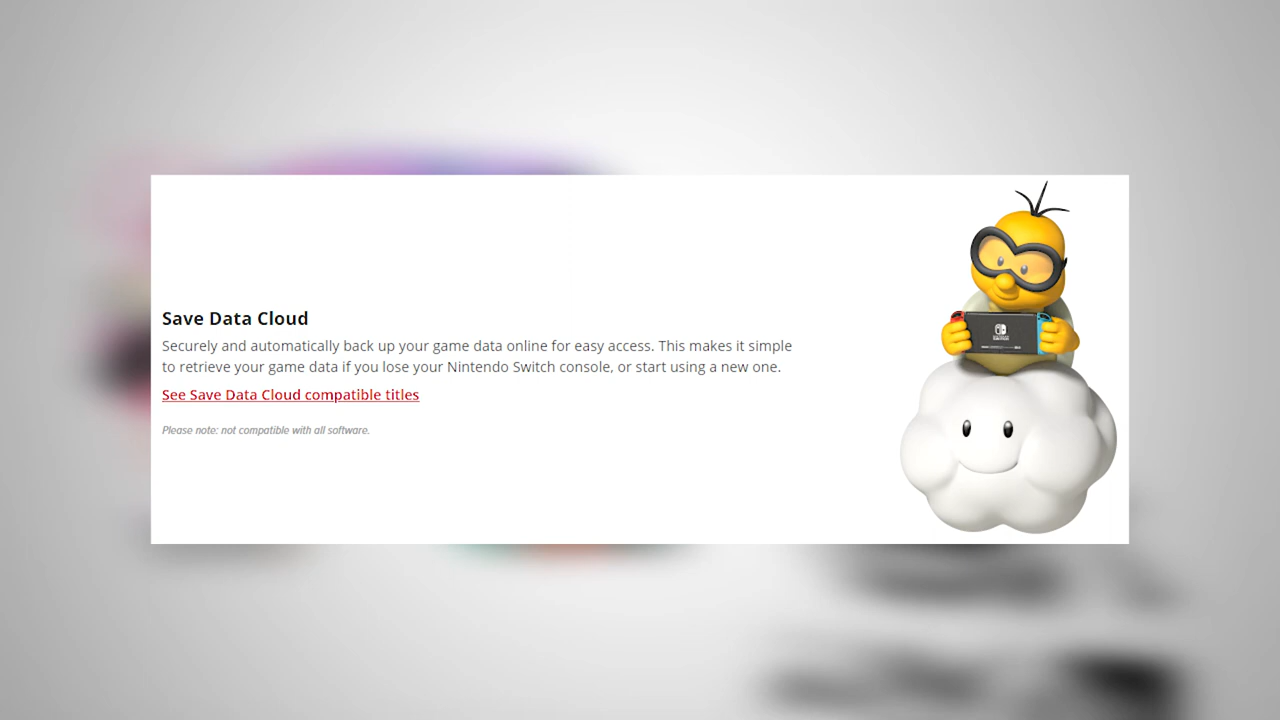 Save Data Cloud
Securely and automatically back up your game data online for easy access. This makes it simple
to retrieve your game data if you lose your Nintendo Switch console, or start using a new one.
See Save Data Cloud compatible titles
Please note: not compatible with all software.